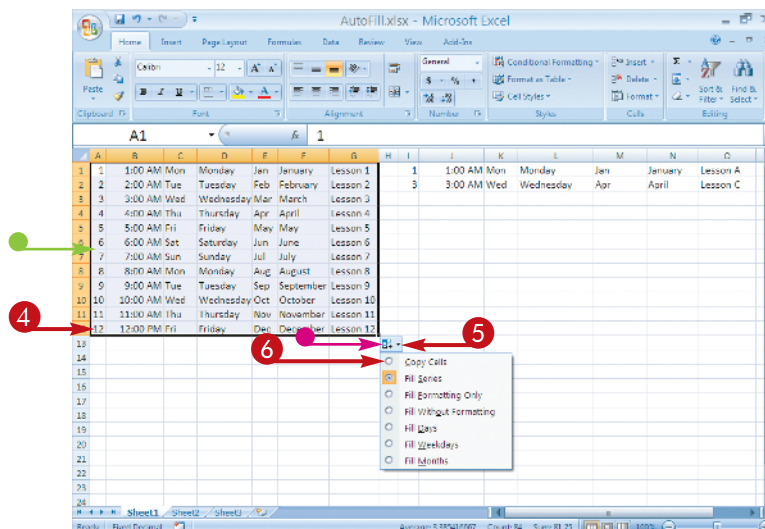 AutoFill.xlsx - Microsoft Excel
Home Insert Page Layout Formulas Data Review View Add-Ins
Calibri 12 A A General Conditional Formatting Insert Σ
Paste B I U A $ % , Format as Table Delete Sort & Find &
.00 .00 Cell Styles Format Filter Select
Clipboard Font Alignment Number Styles Cells Editing
A1 fx 1
A B C D E F G H I J K L M N O
1 1 1:00 AM Mon Monday Jan January Lesson 1 1 1:00 AM Mon Monday Jan January Lesson A
2 2 2:00 AM Tue Tuesday Feb February Lesson 2 3 3:00 AM Wed Wednesday Apr April Lesson C
3 3 3:00 AM Wed Wednesday Mar March Lesson 3
4 4 4:00 AM Thu Thursday Apr April Lesson 4
5 5 5:00 AM Fri Friday May May Lesson 5
6 6 6:00 AM Sat Saturday Jun June Lesson 6
7 7 7:00 AM Sun Sunday Jul July Lesson 7
8 8 8:00 AM Mon Monday Aug August Lesson 8
9 9 9:00 AM Tue Tuesday Sep September Lesson 9
10 10 10:00 AM Wed Wednesday Oct October Lesson 10
11 11 11:00 AM Thu Thursday Nov November Lesson 11
4 12 12:00 PM Fri Friday Dec December Lesson 12
13 5
14 6 Copy Cells
15 Fill Series
16 Fill Formatting Only
17 Fill Without Formatting
18
19 Fill Days
20 Fill Weekdays
21 Fill Months
22
23
24
Sheet1 Sheet2 Sheet3
Ready Fixed Decimal Average: Count: 84 Sum: 81.25 100%